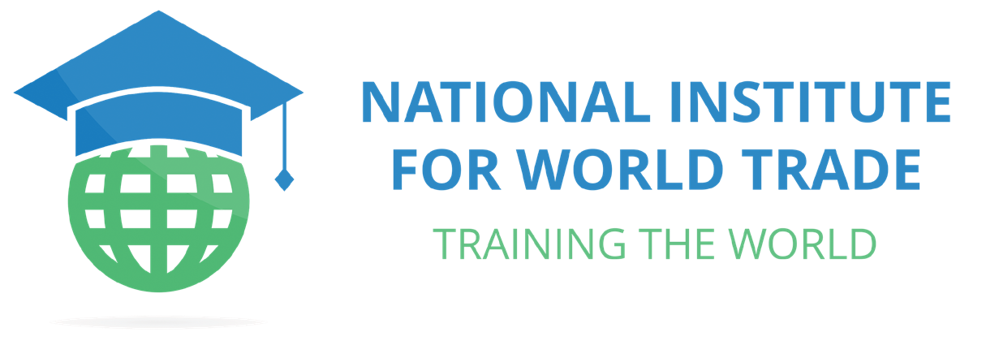 NATIONAL INSTITUTE
FOR WORLD TRADE
TRAINING THE WORLD